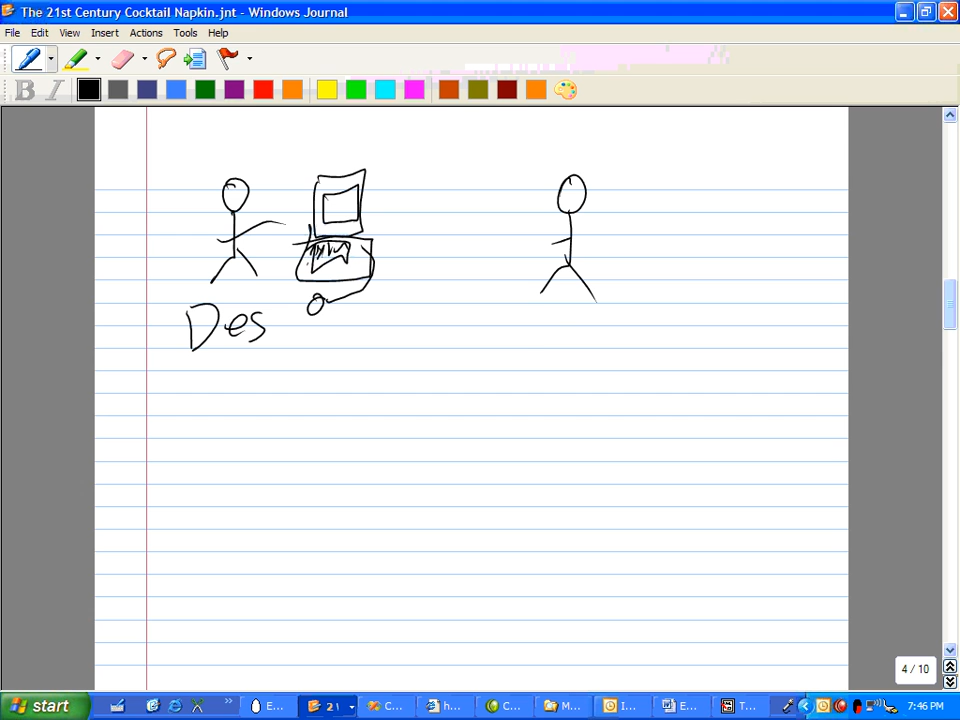 The 21st Century Cocktail Napkin.jnt - Windows Journal
File Edit View Insert Actions Tools Help
B I
Des
4 / 10
start E... 21 C... h... C... M... I... E... T... 7:46 PM